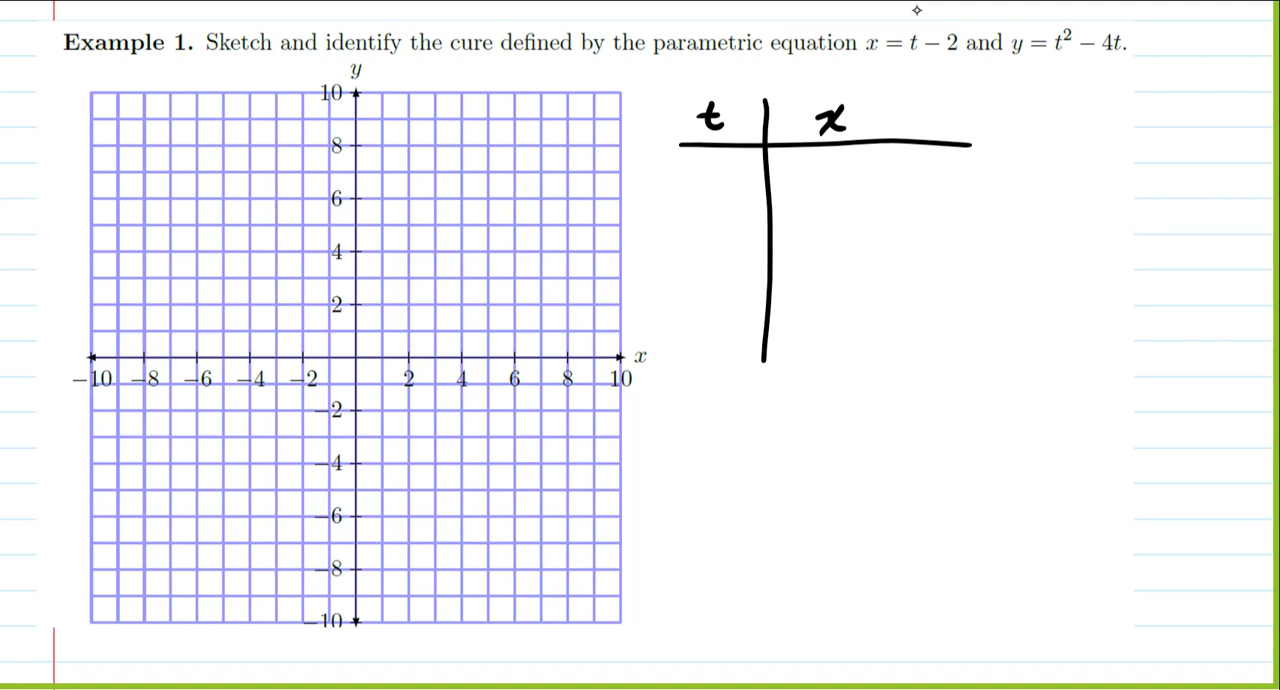 Example 1. Sketch and identify the cure defined by the parametric equation x = t − 2 and y = t² − 4t.
y
t x
10
8
6
4
2
x
−10 −8 −6 −4 −2 2 4 6 8 10
−2
−4
−6
−8
−10